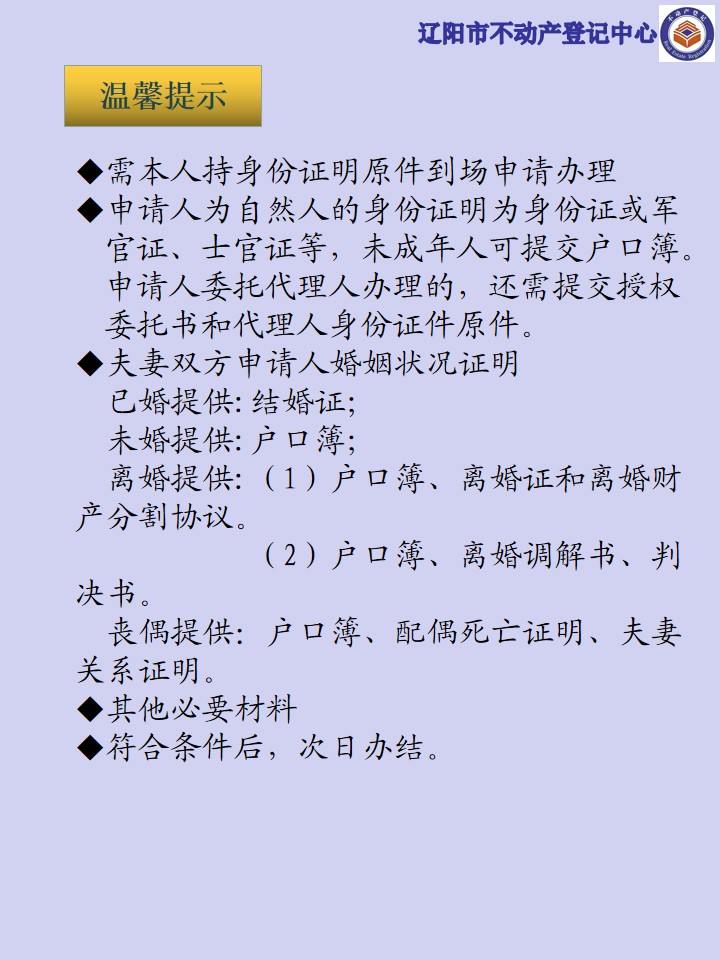 辽阳市不动产登记中心
不动产登记
Real Estate Registration
温馨提示
◆需本人持身份证明原件到场申请办理
◆申请人为自然人的身份证明为身份证或军
官证、士官证等，未成年人可提交户口簿。
申请人委托代理人办理的，还需提交授权
委托书和代理人身份证件原件。
◆夫妻双方申请人婚姻状况证明
已婚提供：结婚证；
未婚提供：户口簿；
离婚提供：（1）户口簿、离婚证和离婚财
产分割协议。
（2）户口簿、离婚调解书、判
决书。
丧偶提供：户口簿、配偶死亡证明、夫妻
关系证明。
◆其他必要材料
◆符合条件后，次日办结。